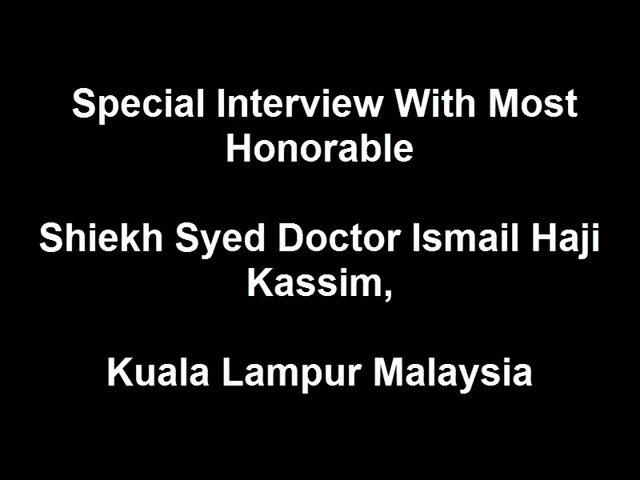 Special Interview With Most
Honorable
Shiekh Syed Doctor Ismail Haji
Kassim,
Kuala Lampur Malaysia